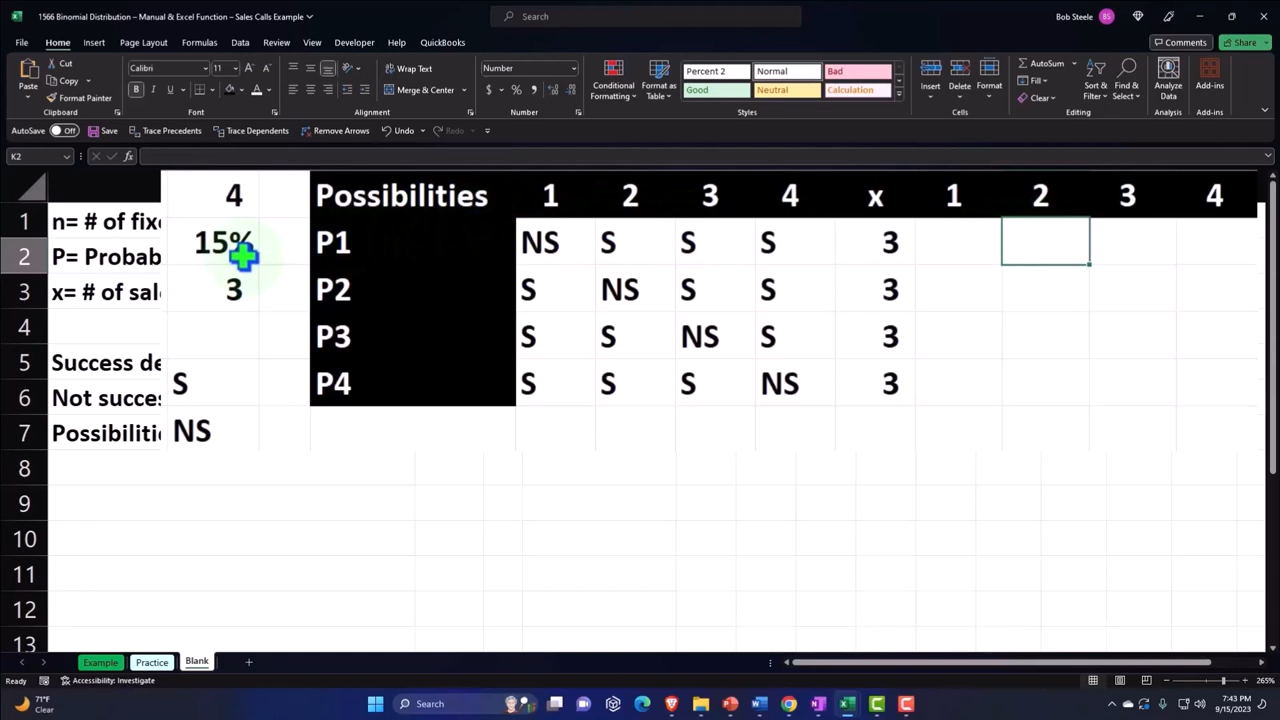 1566 Binomial Distribution – Manual & Excel Function – Sales Calls Example
Search
Bob Steele
BS
File Home Insert Page Layout Formulas Data Review View Developer Help QuickBooks
Comments
Share
Paste
Cut
Copy
Format Painter
Clipboard
Calibri
11
B I U
Font
Wrap Text
Merge & Center
Alignment
Number
Number
Conditional Formatting
Format as Table
Percent 2
Normal
Bad
Good
Neutral
Calculation
Styles
Insert
Delete
Format
Cells
AutoSum
Fill
Clear
Sort & Filter
Find & Select
Editing
Analyze Data
Analysis
Add-ins
Add-ins
AutoSave Off Save Trace Precedents Trace Dependents Remove Arrows Undo Redo
K2
fx
4 Possibilities 1 2 3 4 x 1 2 3 4
1 n= # of fixe
15% P1 NS S S S 3
2 P= Probab
3 x= # of sal 3 P2 S NS S S 3
4 P3 S S NS S 3
5 Success de
S P4 S S S NS 3
6 Not succes
7 Possibilitie NS
8
9
10
11
12
13
Example Practice Blank
Ready Accessibility: Investigate 265%
71°F
Clear
Search
7:43 PM
9/15/2023